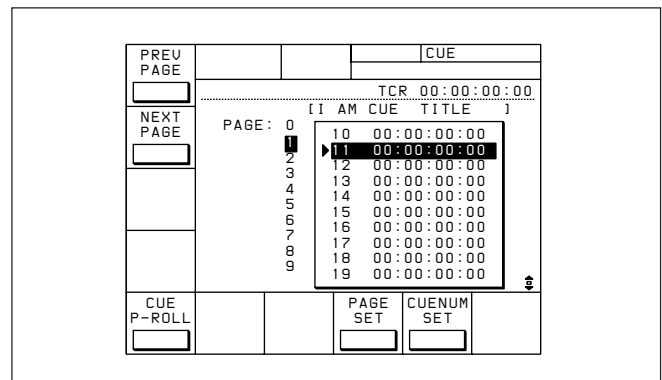 PREV PAGE
CUE
TCR 00:00:00:00
NEXT PAGE
[I AM CUE TITLE ]
PAGE: 0
1
2
3
4
5
6
7
8
9
10 00:00:00:00
11 00:00:00:00
12 00:00:00:00
13 00:00:00:00
14 00:00:00:00
15 00:00:00:00
16 00:00:00:00
17 00:00:00:00
18 00:00:00:00
19 00:00:00:00
CUE P-ROLL
PAGE SET
CUENUM SET